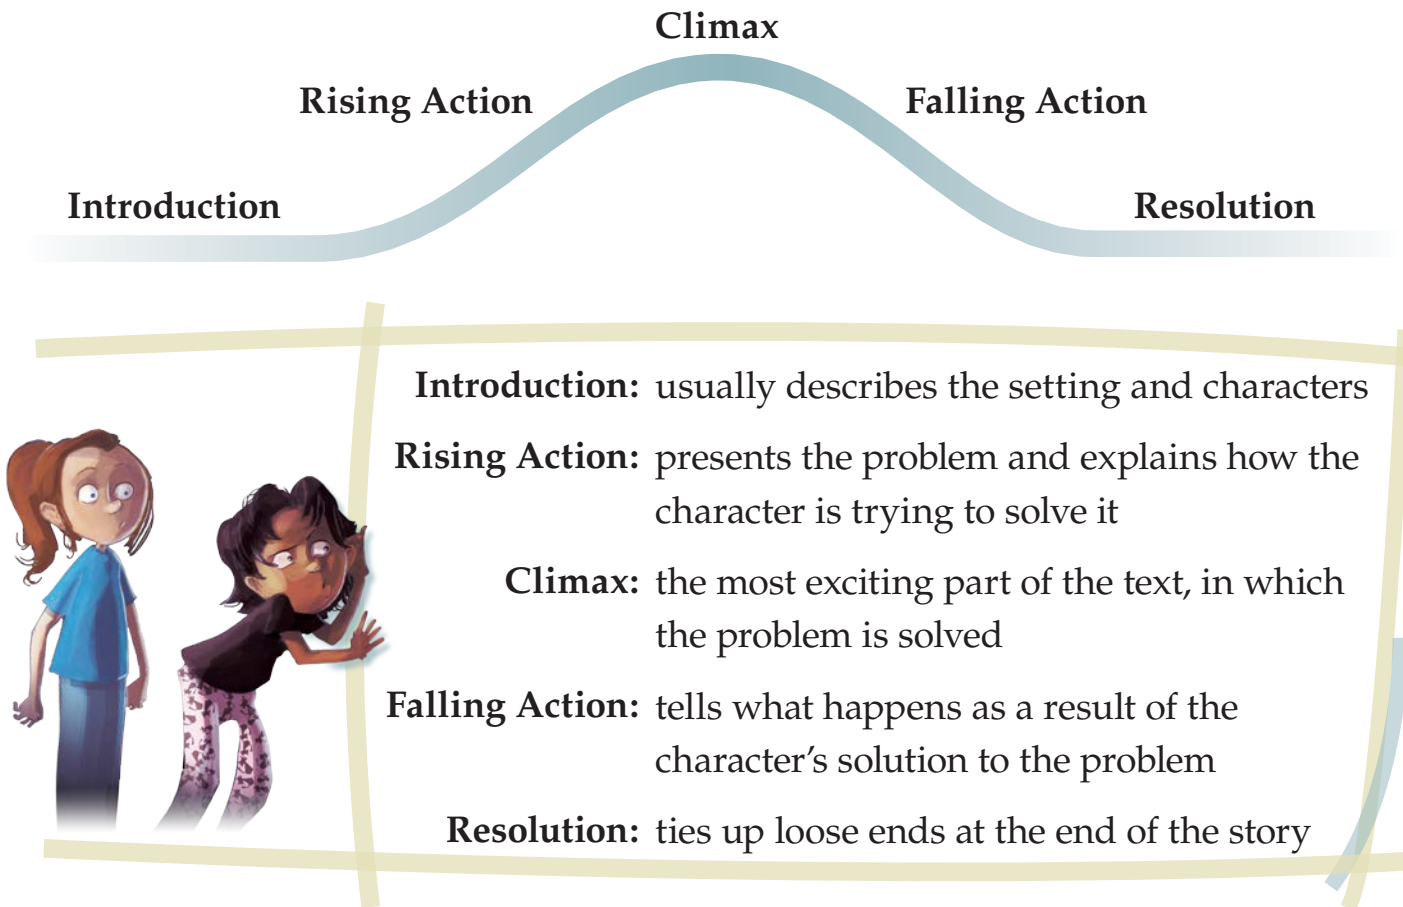 Climax
Rising Action
Falling Action
Introduction
Resolution
Introduction: usually describes the setting and characters
Rising Action: presents the problem and explains how the
character is trying to solve it
Climax: the most exciting part of the text, in which
the problem is solved
Falling Action: tells what happens as a result of the
character’s solution to the problem
Resolution: ties up loose ends at the end of the story